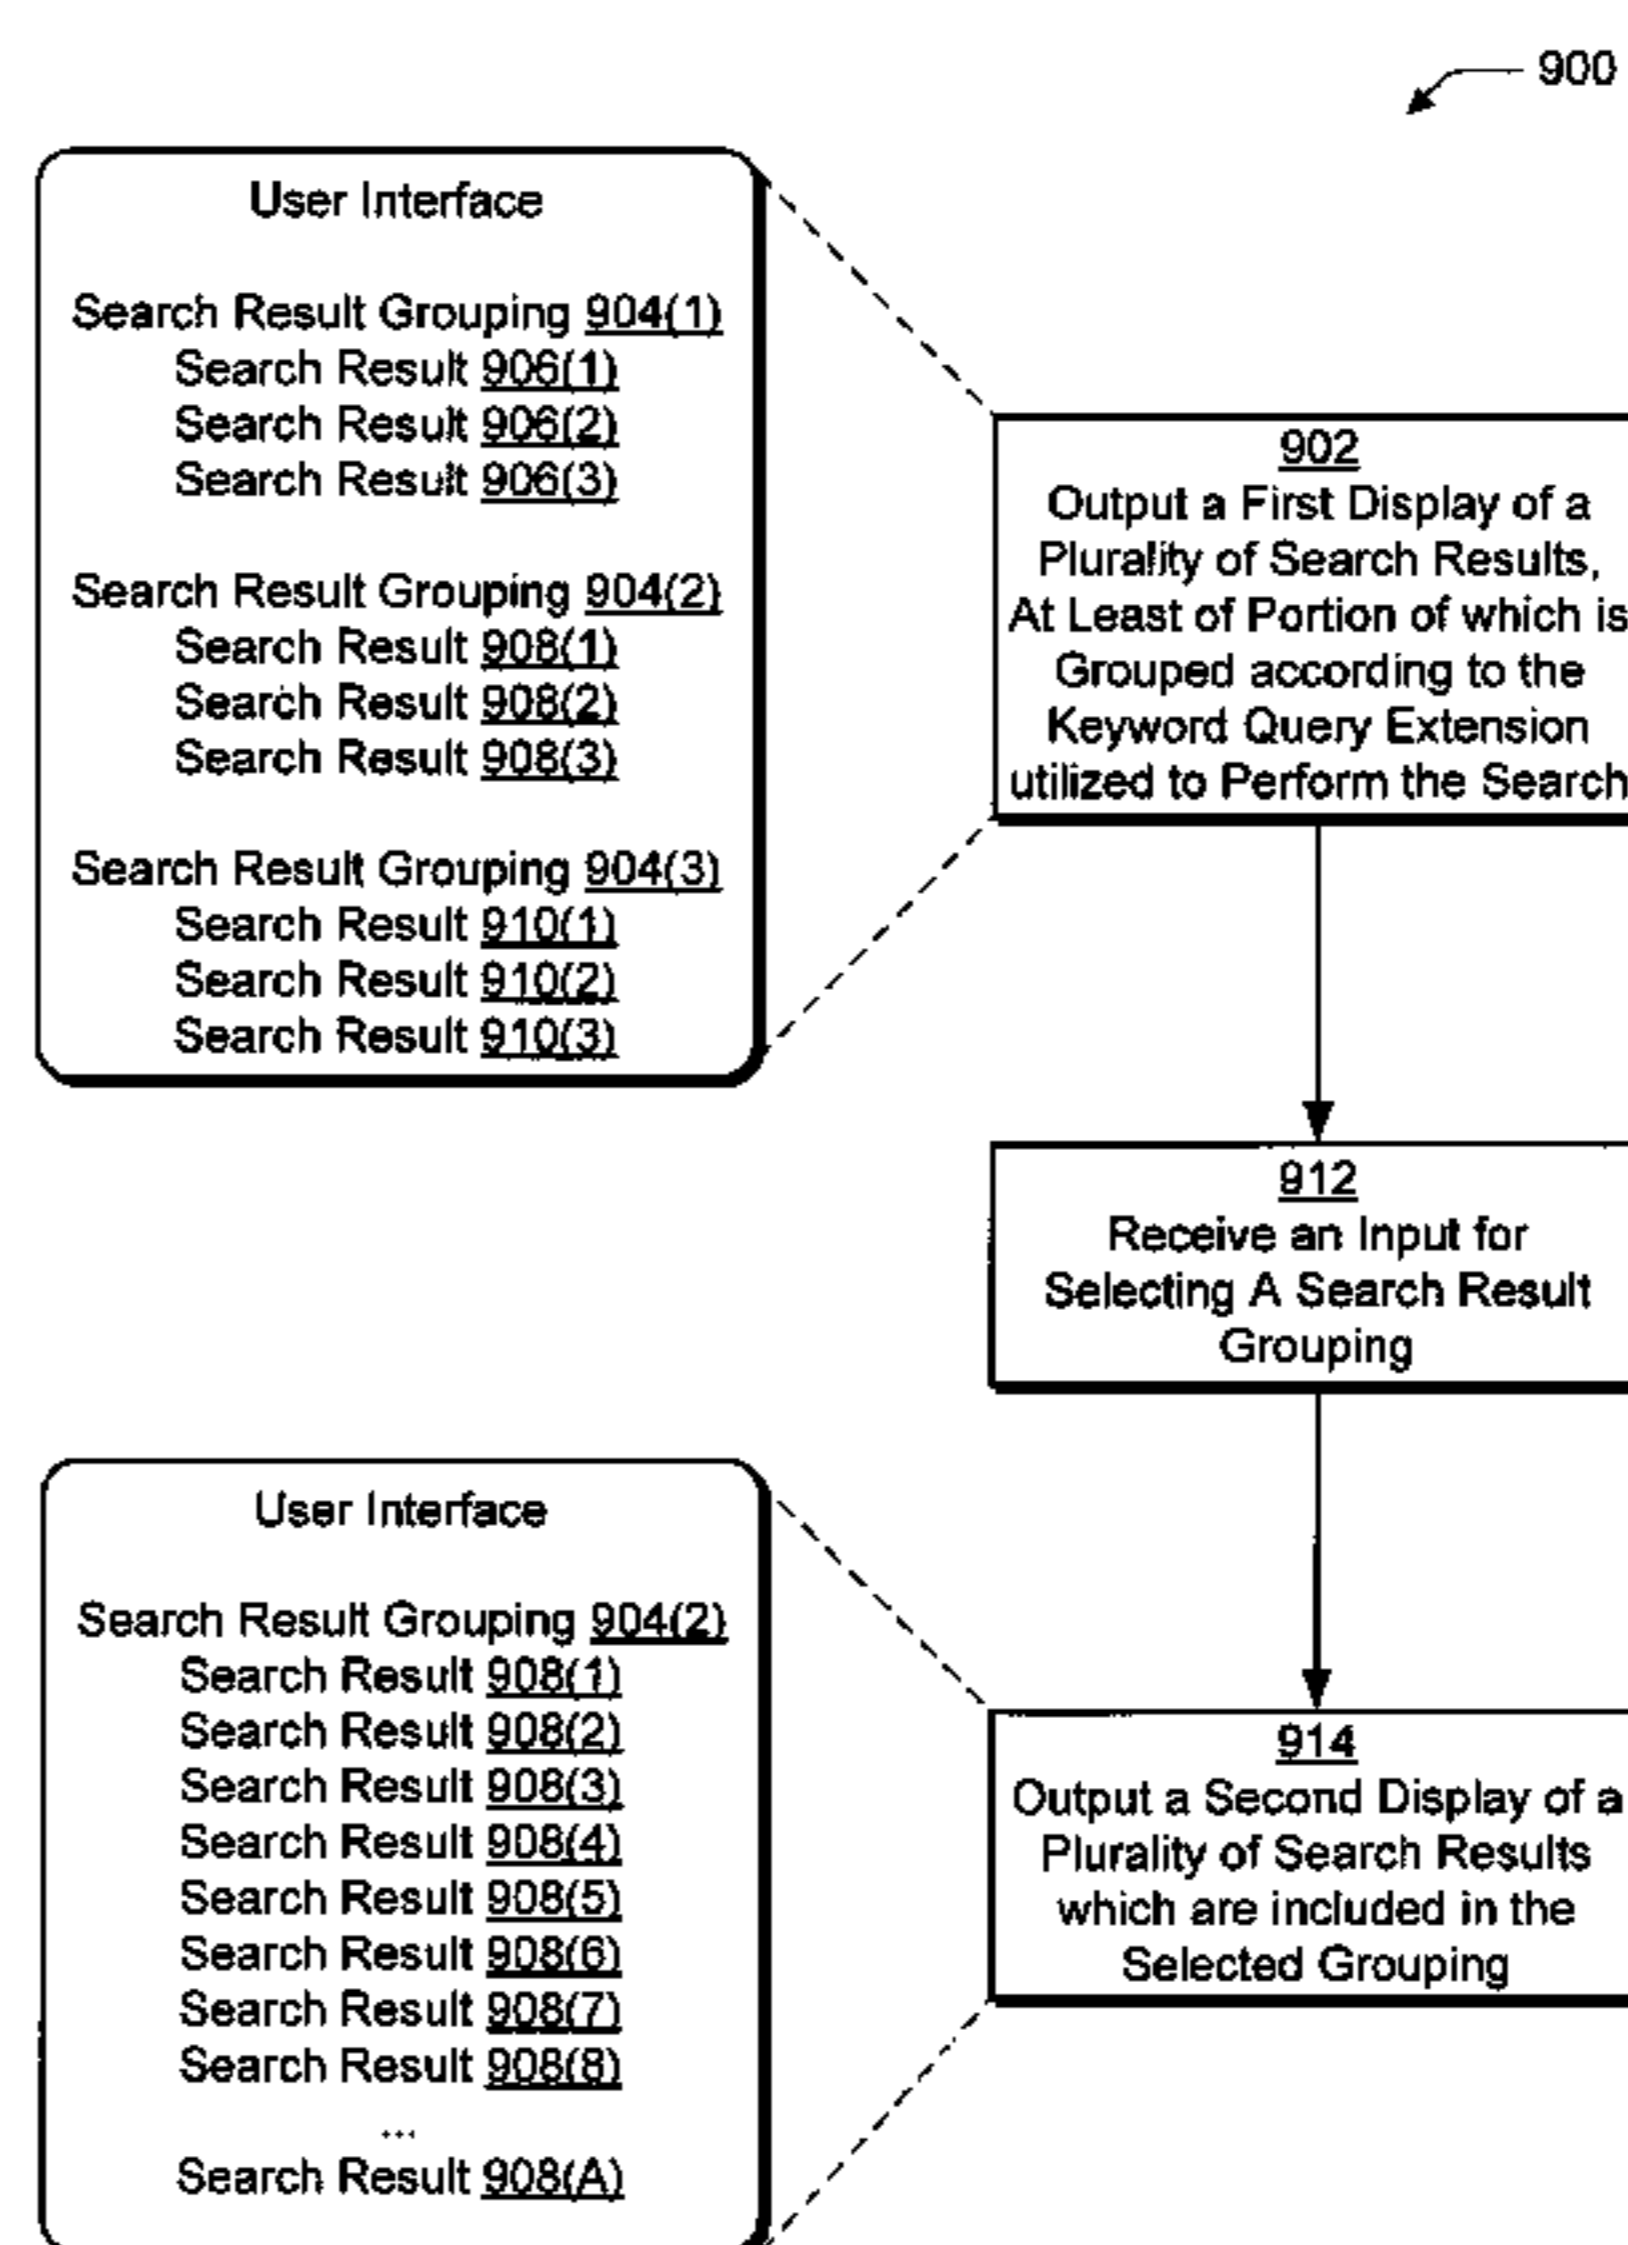 900
User Interface
Search Result Grouping 904(1)
Search Result 906(1)
Search Result 906(2)
Search Result 906(3)
Search Result Grouping 904(2)
Search Result 908(1)
Search Result 908(2)
Search Result 908(3)
Search Result Grouping 904(3)
Search Result 910(1)
Search Result 910(2)
Search Result 910(3)
902
Output a First Display of a
Plurality of Search Results,
At Least of Portion of which is
Grouped according to the
Keyword Query Extension
utilized to Perform the Search
912
Receive an Input for
Selecting A Search Result
Grouping
User Interface
Search Result Grouping 904(2)
Search Result 908(1)
Search Result 908(2)
Search Result 908(3)
Search Result 908(4)
Search Result 908(5)
Search Result 908(6)
Search Result 908(7)
Search Result 908(8)
...
Search Result 908(A)
914
Output a Second Display of a
Plurality of Search Results
which are included in the
Selected Grouping